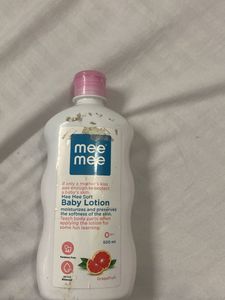 mee
mee
If only a mother's kiss
was enough to protect
a baby's skin.
Mee Mee Soft
Baby Lotion
moisturizes and preserves
the softness of the skin.
Teach body parts when
applying the lotion for
some fun learning
500 ml
Grapefruit